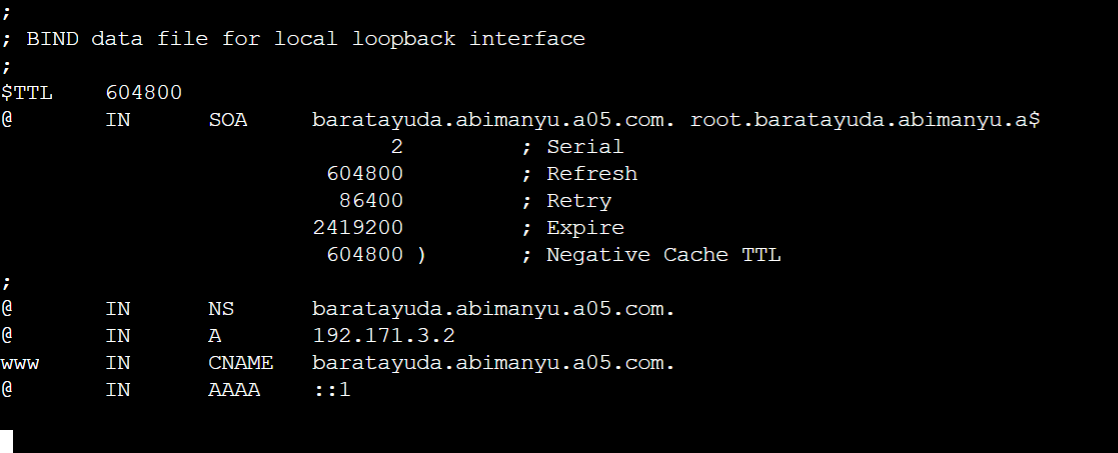 ;
; BIND data file for local loopback interface
;
$TTL    604800
@       IN      SOA     baratayuda.abimanyu.a05.com. root.baratayuda.abimanyu.a$
                              2         ; Serial
                         604800         ; Refresh
                          86400         ; Retry
                        2419200         ; Expire
                         604800 )       ; Negative Cache TTL
;
@       IN      NS      baratayuda.abimanyu.a05.com.
@       IN      A       192.171.3.2
www     IN      CNAME   baratayuda.abimanyu.a05.com.
@       IN      AAAA    ::1